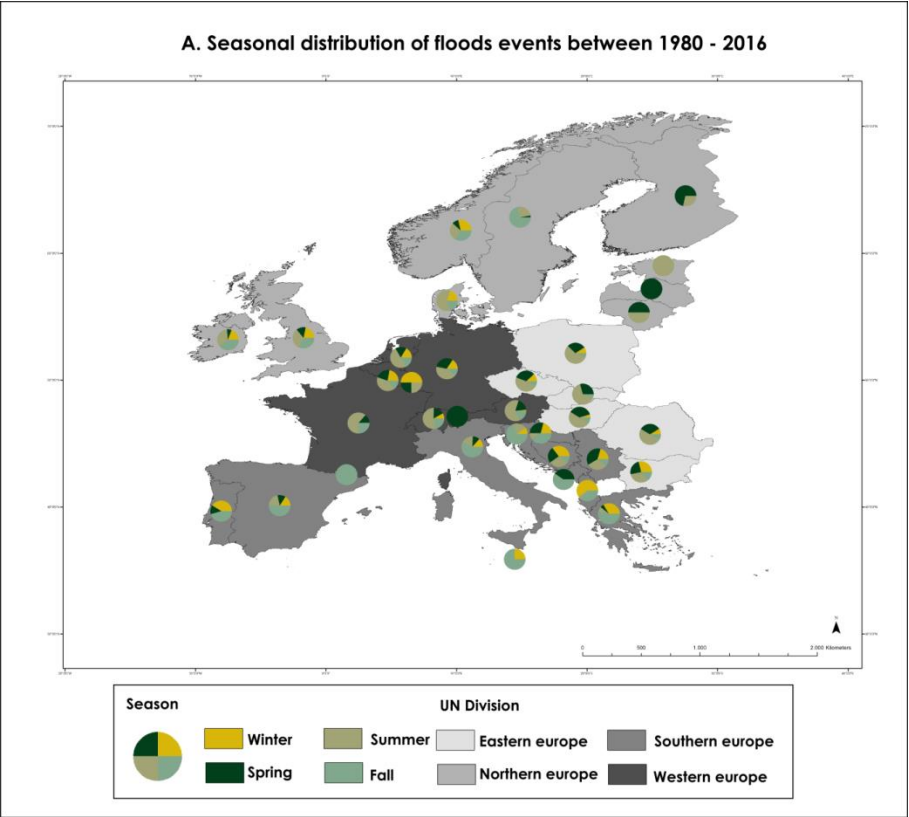 A. Seasonal distribution of floods events between 1980 - 2016
N
0 500 1.000 2.000 Kilometers
Season
UN Division
Winter
Summer
Eastern europe
Southern europe
Spring
Fall
Northern europe
Western europe